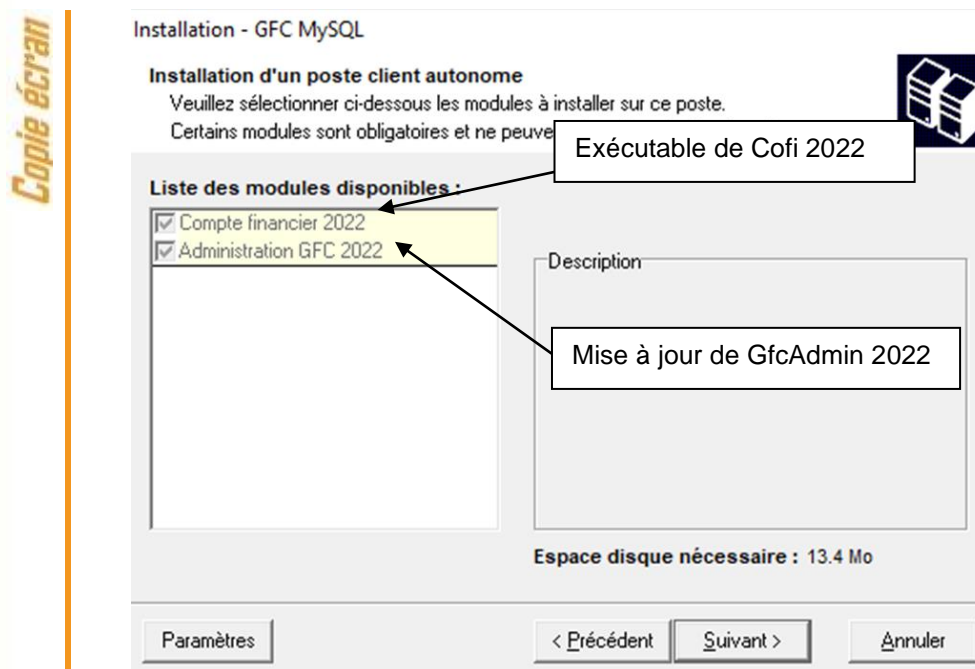 Copie écran
Installation - GFC MySQL
Installation d'un poste client autonome
Veuillez sélectionner ci-dessous les modules à installer sur ce poste.
Certains modules sont obligatoires et ne
Exécutable de Cofi 2022
Liste des modules disponibles :
Compte financier 2022
Administration GFC 2022
Description
Mise à jour de GfcAdmin 2022
Espace disque nécessaire : 13.4 Mo
Paramètres
< Précédent
Suivant >
Annuler